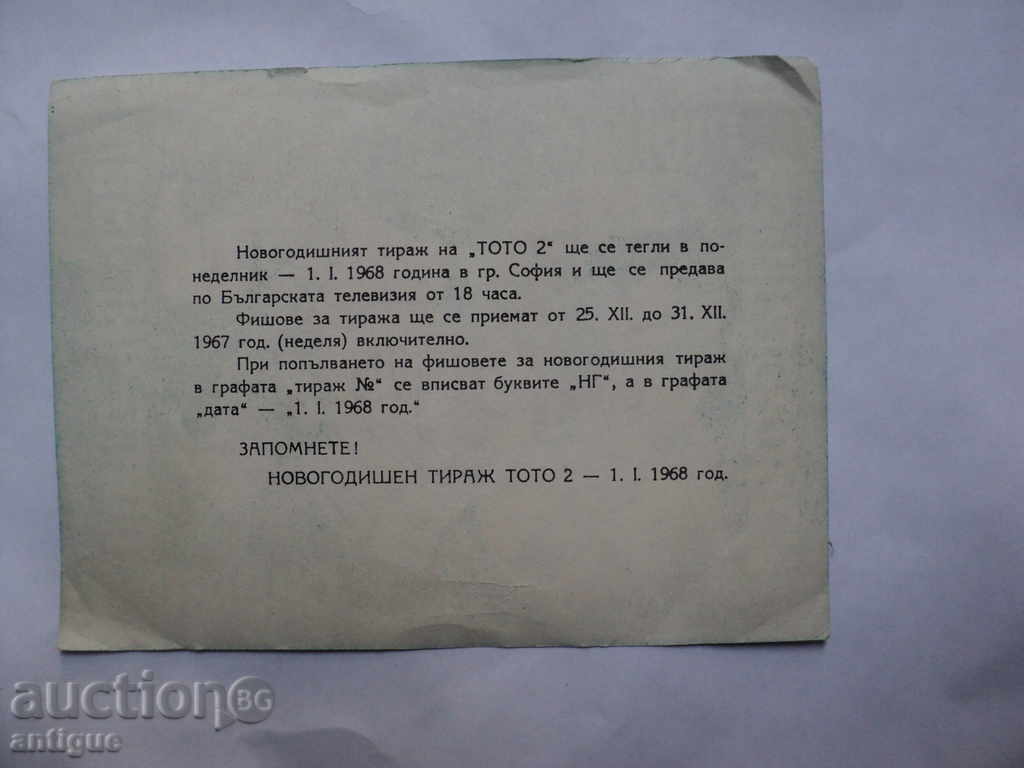 Новогодишният тираж на „ТОТО 2“ ще се тегли в по-
неделник — 1. I. 1968 година в гр. София и ще се предава
по Българската телевизия от 18 часа.
Фишове за тиража ще се приемат от 25. XII. до 31. XII.
1967 год. (неделя) включително.
При попълването на фишовете за новогодишния тираж
в графата „тираж №“ се вписват буквите „НГ“, а в графата
„дата“ — „1. I. 1968 год.“
ЗАПОМНЕТЕ!
НОВОГОДИШЕН ТИРАЖ ТОТО 2 — 1. I. 1968 год.
auction BG
antigue